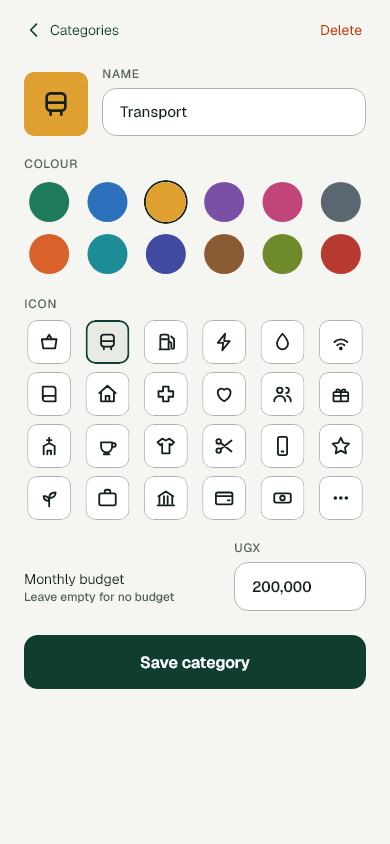 Categories
Delete
NAME
Transport
COLOUR
ICON
UGX
Monthly budget
Leave empty for no budget
200,000
Save category